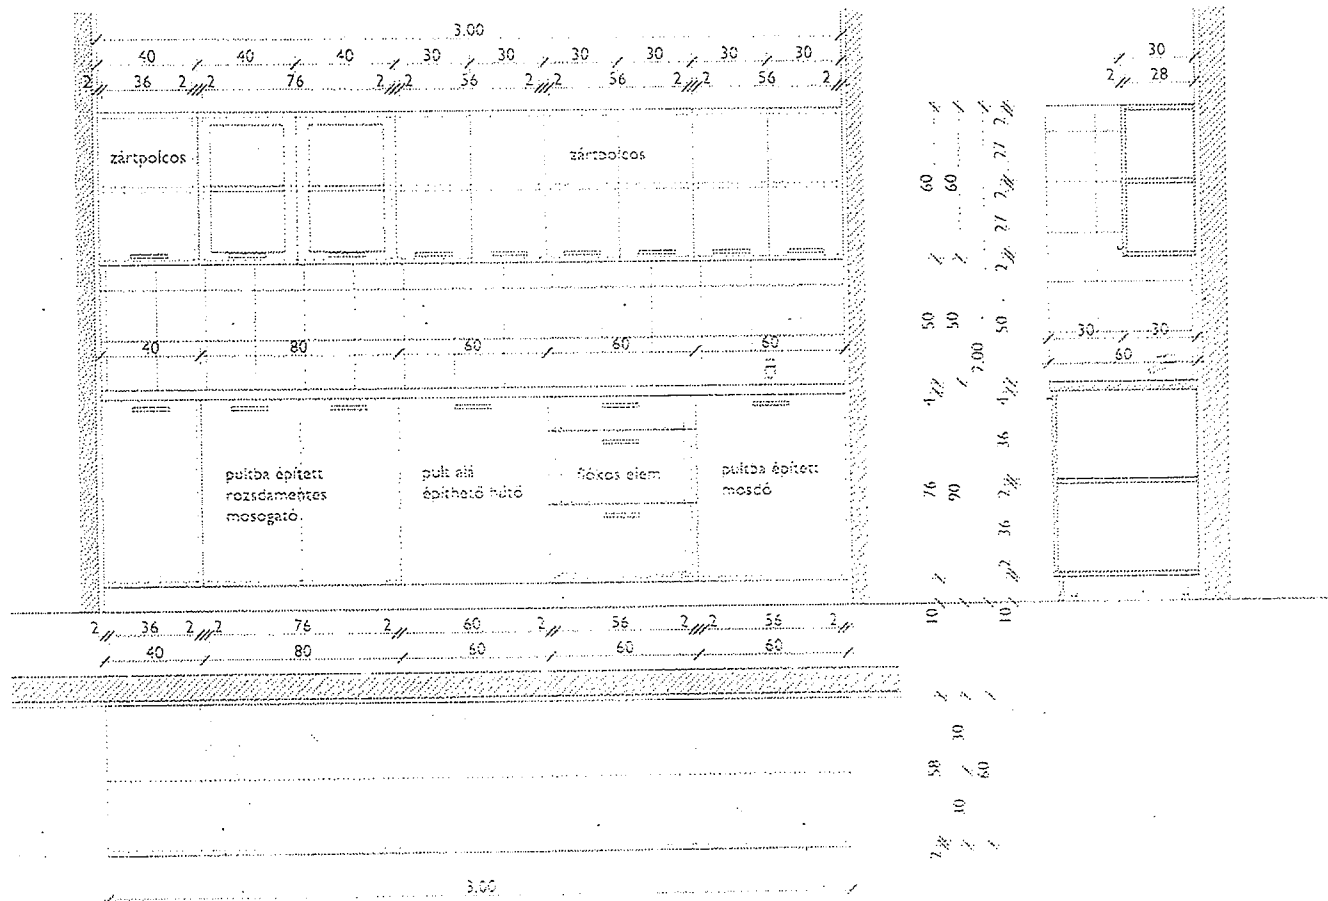 3.00
40 40 40 30 30 30 30 30 30
2 36 2 2 76 2 2 56 2 2 56 2 2 56 2
30
2 28
zártpolcos
zártpolcos
60 60 2 27 2 27 2
50 50 50
40 80 60 60 60
30 30
60
4 4
76 90 36 2 36 2
10 10
pultba épített
rozsdamentes
mosogató
pult alá
építhető hűtő
fiókos elem
pultba épített
mosdó
2 36 2 2 76 2 60 2 56 2 2 56 2
40 80 60 60 60
58 30 60
2
3.00